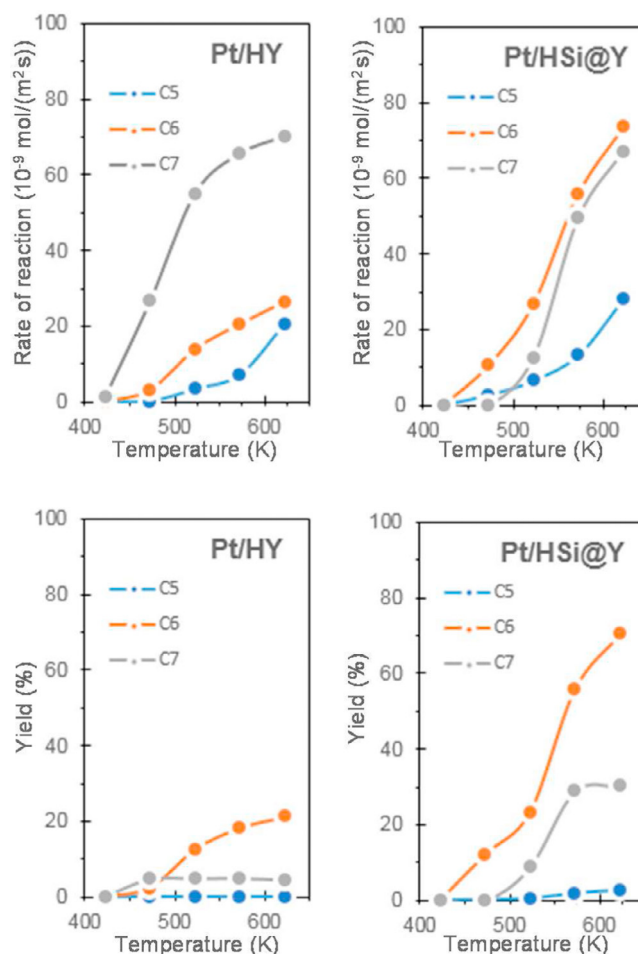 100
80
60
40
20
0
400
500
600
Rate of reaction (10⁻⁹ mol/(m²s))
Temperature (K)
Pt/HY
C5
C6
C7
100
80
60
40
20
0
400
500
600
Rate of reaction (10⁻⁹ mol/(m²s))
Temperature (K)
Pt/HSi@Y
C5
C6
C7
100
80
60
40
20
0
400
500
600
Yield (%)
Temperature (K)
Pt/HY
C5
C6
C7
100
80
60
40
20
0
400
500
600
Yield (%)
Temperature (K)
Pt/HSi@Y
C5
C6
C7